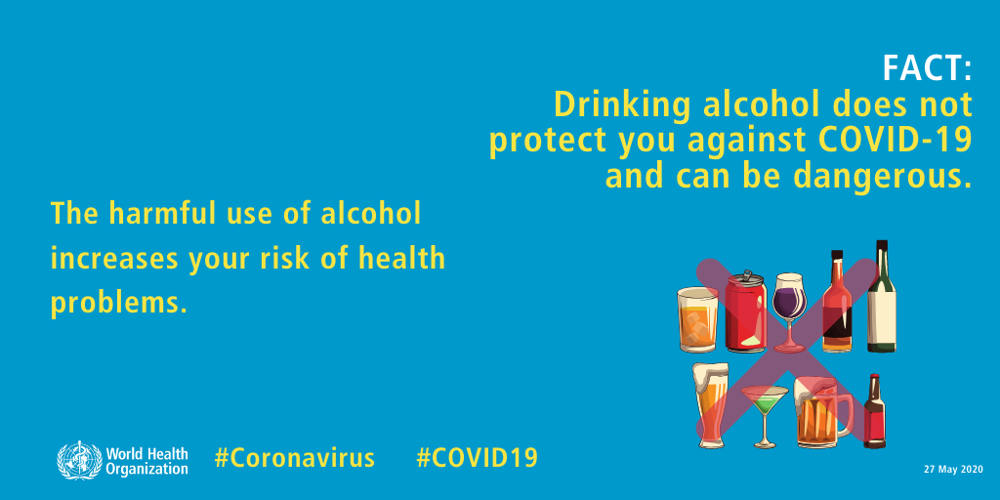 FACT:
Drinking alcohol does not
protect you against COVID-19
and can be dangerous.
The harmful use of alcohol
increases your risk of health
problems.
World Health
Organization
#Coronavirus #COVID19
27 May 2020